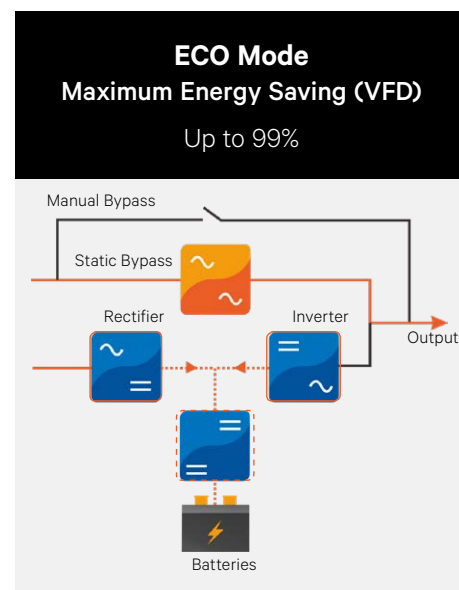 ECO Mode
Maximum Energy Saving (VFD)
Up to 99%
Manual Bypass
Static Bypass
Rectifier
Inverter
Output
Batteries